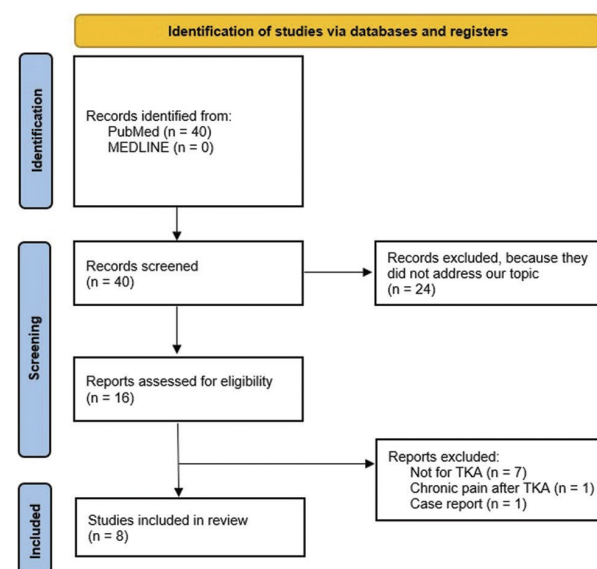 Identification of studies via databases and registers
Identification
Records identified from:
PubMed (n = 40)
MEDLINE (n = 0)
Screening
Records screened
(n = 40)
Records excluded, because they
did not address our topic
(n = 24)
Reports assessed for eligibility
(n = 16)
Reports excluded:
Not for TKA (n = 7)
Chronic pain after TKA (n = 1)
Case report (n = 1)
Included
Studies included in review
(n = 8)